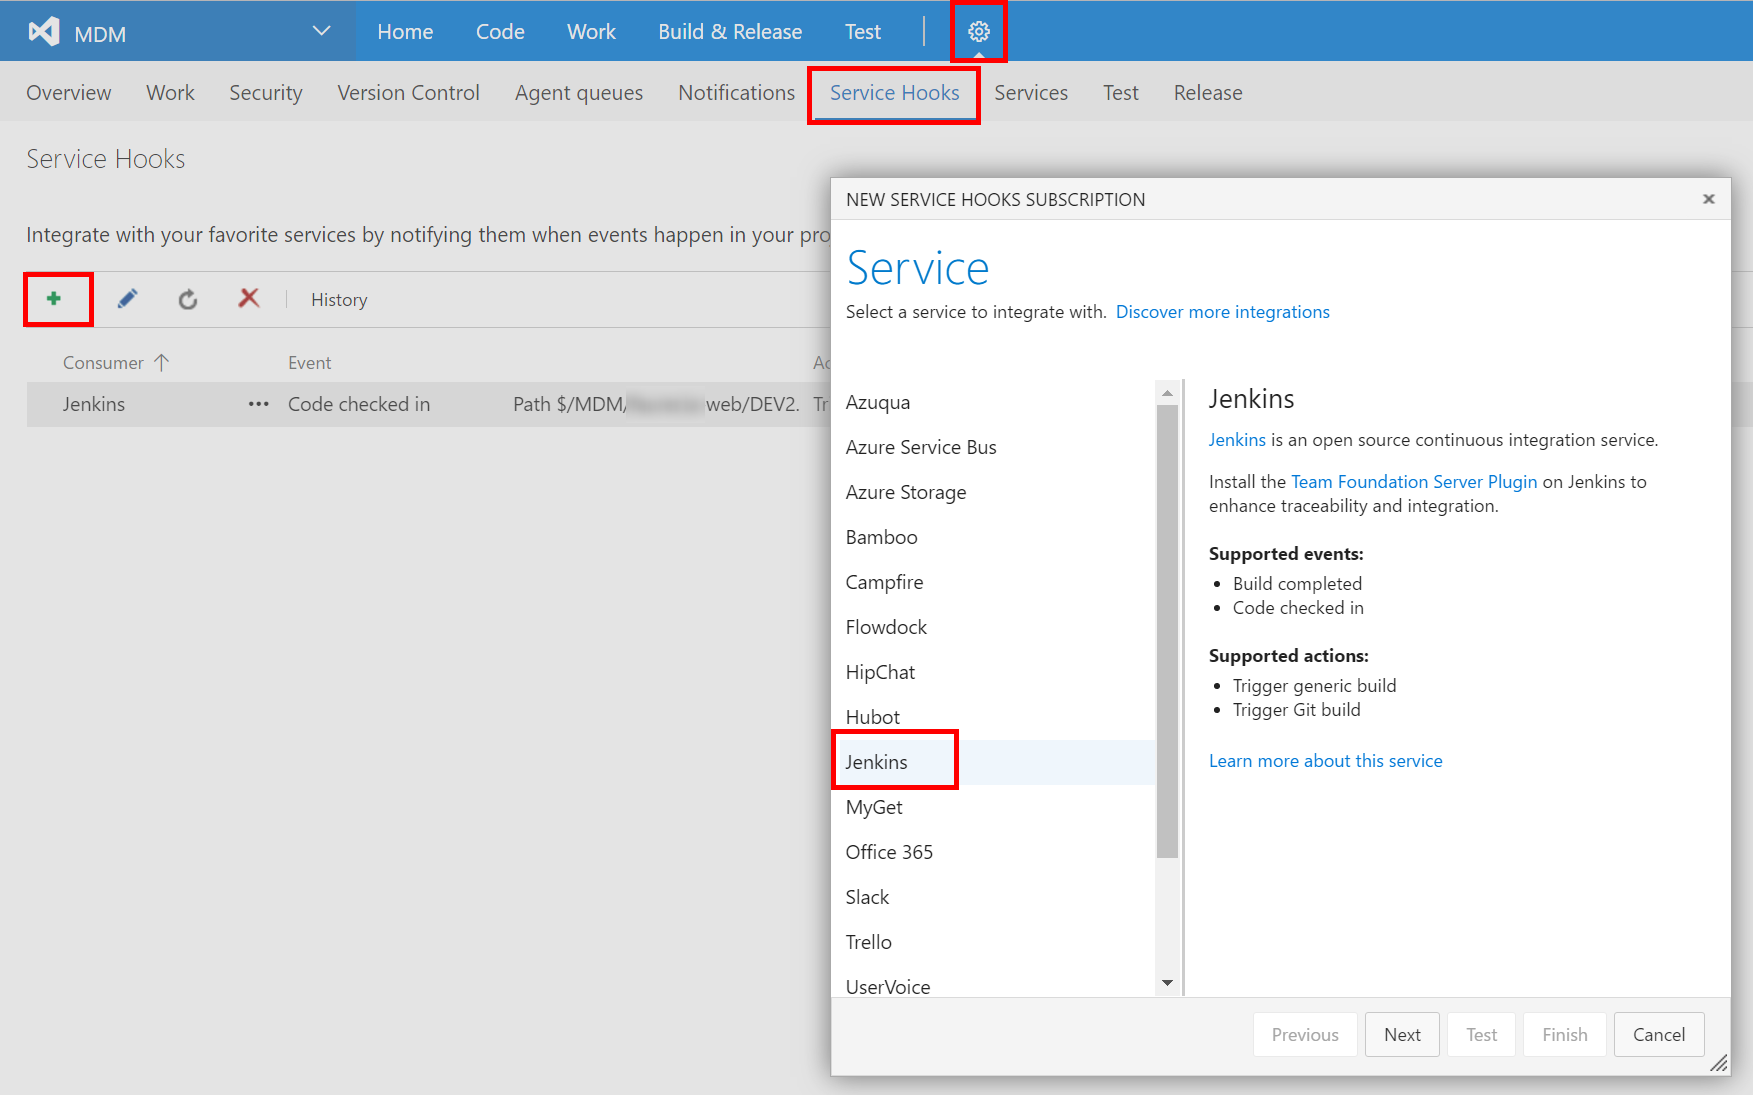 MDM Home Code Work Build & Release Test
Overview Work Security Version Control Agent queues Notifications Service Hooks Services Test Release
Service Hooks
Integrate with your favorite services by notifying them when events happen in your pro
History
Consumer Event
Jenkins ••• Code checked in Path $/MDM/ web/DEV2. Tr
NEW SERVICE HOOKS SUBSCRIPTION
Service
Select a service to integrate with. Discover more integrations
Azuqua
Azure Service Bus
Azure Storage
Bamboo
Campfire
Flowdock
HipChat
Hubot
Jenkins
MyGet
Office 365
Slack
Trello
UserVoice
Jenkins
Jenkins is an open source continuous integration service.
Install the Team Foundation Server Plugin on Jenkins to
enhance traceability and integration.
Supported events:
• Build completed
• Code checked in
Supported actions:
• Trigger generic build
• Trigger Git build
Learn more about this service
Previous Next Test Finish Cancel